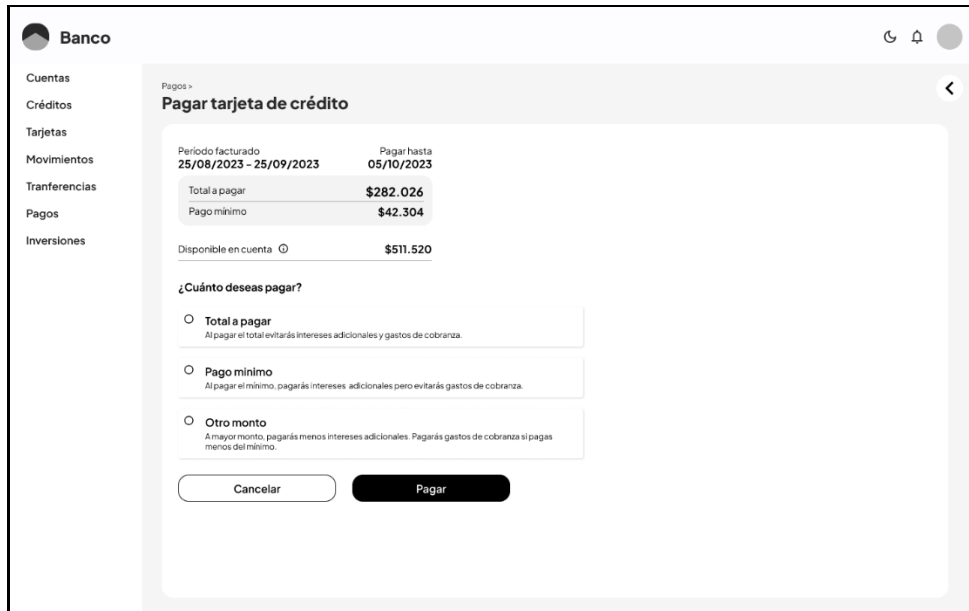 Banco
Cuentas
Créditos
Tarjetas
Movimientos
Tranferencias
Pagos
Inversiones
Pagos >
Pagar tarjeta de crédito
Período facturado
25/08/2023 - 25/09/2023
Pagar hasta
05/10/2023
Total a pagar $282.026
Pago mínimo $42.304
Disponible en cuenta $511.520
¿Cuánto deseas pagar?
Total a pagar
Al pagar el total evitarás intereses adicionales y gastos de cobranza.
Pago minimo
Al pagar el mínimo, pagarás intereses adicionales pero evitarás gastos de cobranza.
Otro monto
A mayor monto, pagarás menos intereses adicionales. Pagarás gastos de cobranza si pagas
menos del mínimo.
Cancelar
Pagar